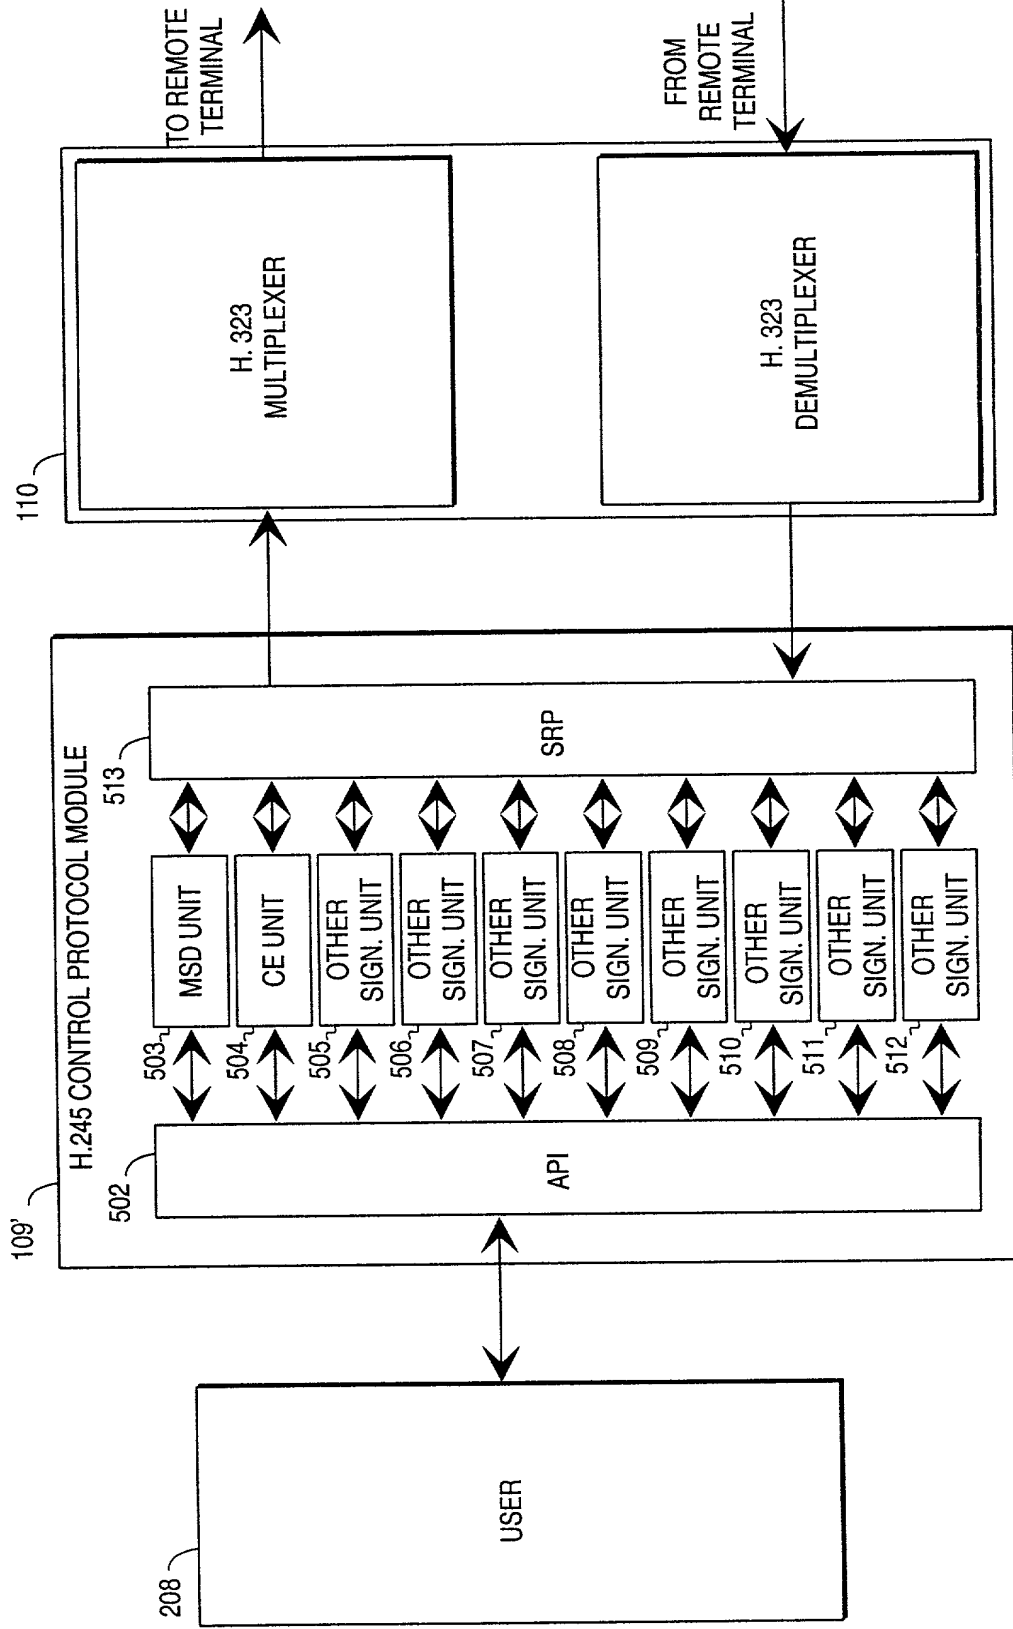 208
USER
109'
H.245 CONTROL PROTOCOL MODULE
502
API
503
MSD UNIT
504
CE UNIT
505
OTHER
SIGN. UNIT
506
OTHER
SIGN. UNIT
507
OTHER
SIGN. UNIT
508
OTHER
SIGN. UNIT
509
OTHER
SIGN. UNIT
510
OTHER
SIGN. UNIT
511
OTHER
SIGN. UNIT
512
OTHER
SIGN. UNIT
513
SRP
110
H. 323
MULTIPLEXER
H. 323
DEMULTIPLEXER
TO REMOTE
TERMINAL
FROM
REMOTE
TERMINAL